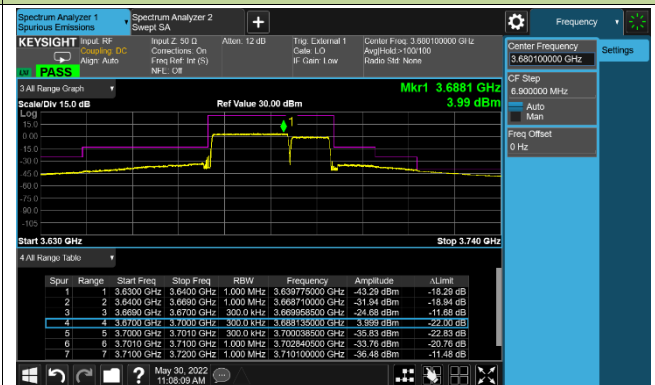 Spectrum Analyzer 1
Spurious Emissions
Spectrum Analyzer 2
Swept SA
Frequency
KEYSIGHT Input: RF
Coupling: DC
Align: Auto
Input Z: 50 Ω
Corrections: On
Freq Ref: Int (S)
NFE: Off
Atten: 12 dB
Trig: External 1
Gate: LO
IF Gain: Low
Center Freq: 3.680100000 GHz
Avg|Hold:>100/100
Radio Std: None
PASS
Center Frequency
3.680100000 GHz
Settings
CF Step
6.900000 MHz
Auto
Man
Freq Offset
0 Hz
3 All Range Graph
Mkr1 3.6881 GHz
Scale/Div 15.0 dB
Ref Value 30.00 dBm
3.99 dBm
Log
15.0
0.00
-15.0
-30.0
-45.0
-60.0
-75.0
-90.0
-105
1
Start 3.630 GHz
Stop 3.740 GHz
4 All Range Table
Spur Range Start Freq Stop Freq RBW Frequency Amplitude ΔLimit
1 1 3.6300 GHz 3.6400 GHz 1.000 MHz 3.639775000 GHz -43.29 dBm -18.29 dB
2 2 3.6400 GHz 3.6690 GHz 1.000 MHz 3.668710000 GHz -31.94 dBm -18.94 dB
3 3 3.6690 GHz 3.6700 GHz 300.0 kHz 3.669958500 GHz -24.68 dBm -11.68 dB
4 4 3.6700 GHz 3.7000 GHz 300.0 kHz 3.688135000 GHz 3.999 dBm -22.00 dB
5 5 3.7000 GHz 3.7010 GHz 300.0 kHz 3.700038500 GHz -35.83 dBm -22.83 dB
6 6 3.7010 GHz 3.7100 GHz 1.000 MHz 3.702840500 GHz -33.76 dBm -20.76 dB
7 7 3.7100 GHz 3.7200 GHz 1.000 MHz 3.710100000 GHz -36.48 dBm -11.48 dB
May 30, 2022
11:08:09 AM